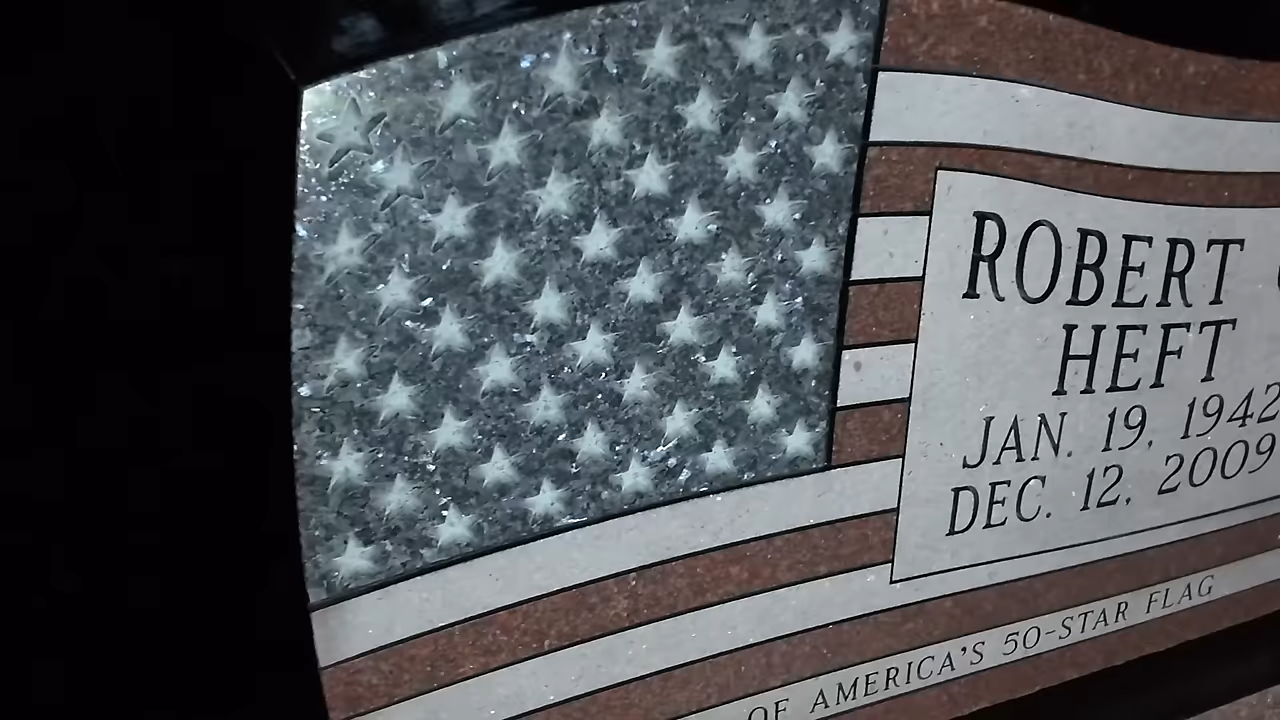 ROBERT
HEFT
JAN. 19, 1942
DEC. 12, 2009
OF AMERICA'S 50-STAR FLAG